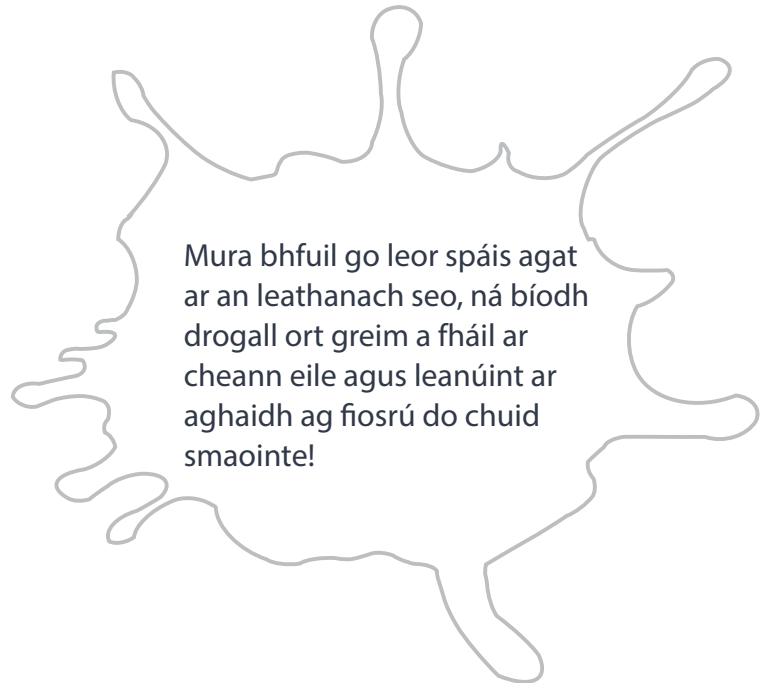 Mura bhfuil go leor spáis agat
ar an leathanach seo, ná bíodh
drogall ort greim a fháil ar
cheann eile agus leanúint ar
aghaidh ag fiosrú do chuid
smaointe!